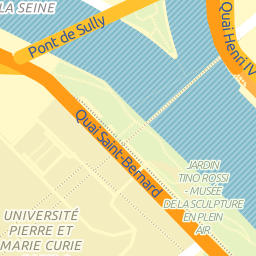 LA SEINE
Pont de Sully
Quai Henri IV
Quai Saint-Bernard
JARDIN
TINO ROSSI
- MUSÉE
DE LA SCULPTURE
EN PLEIN
AIR
UNIVERSITÉ
PIERRE ET
MARIE CURIE